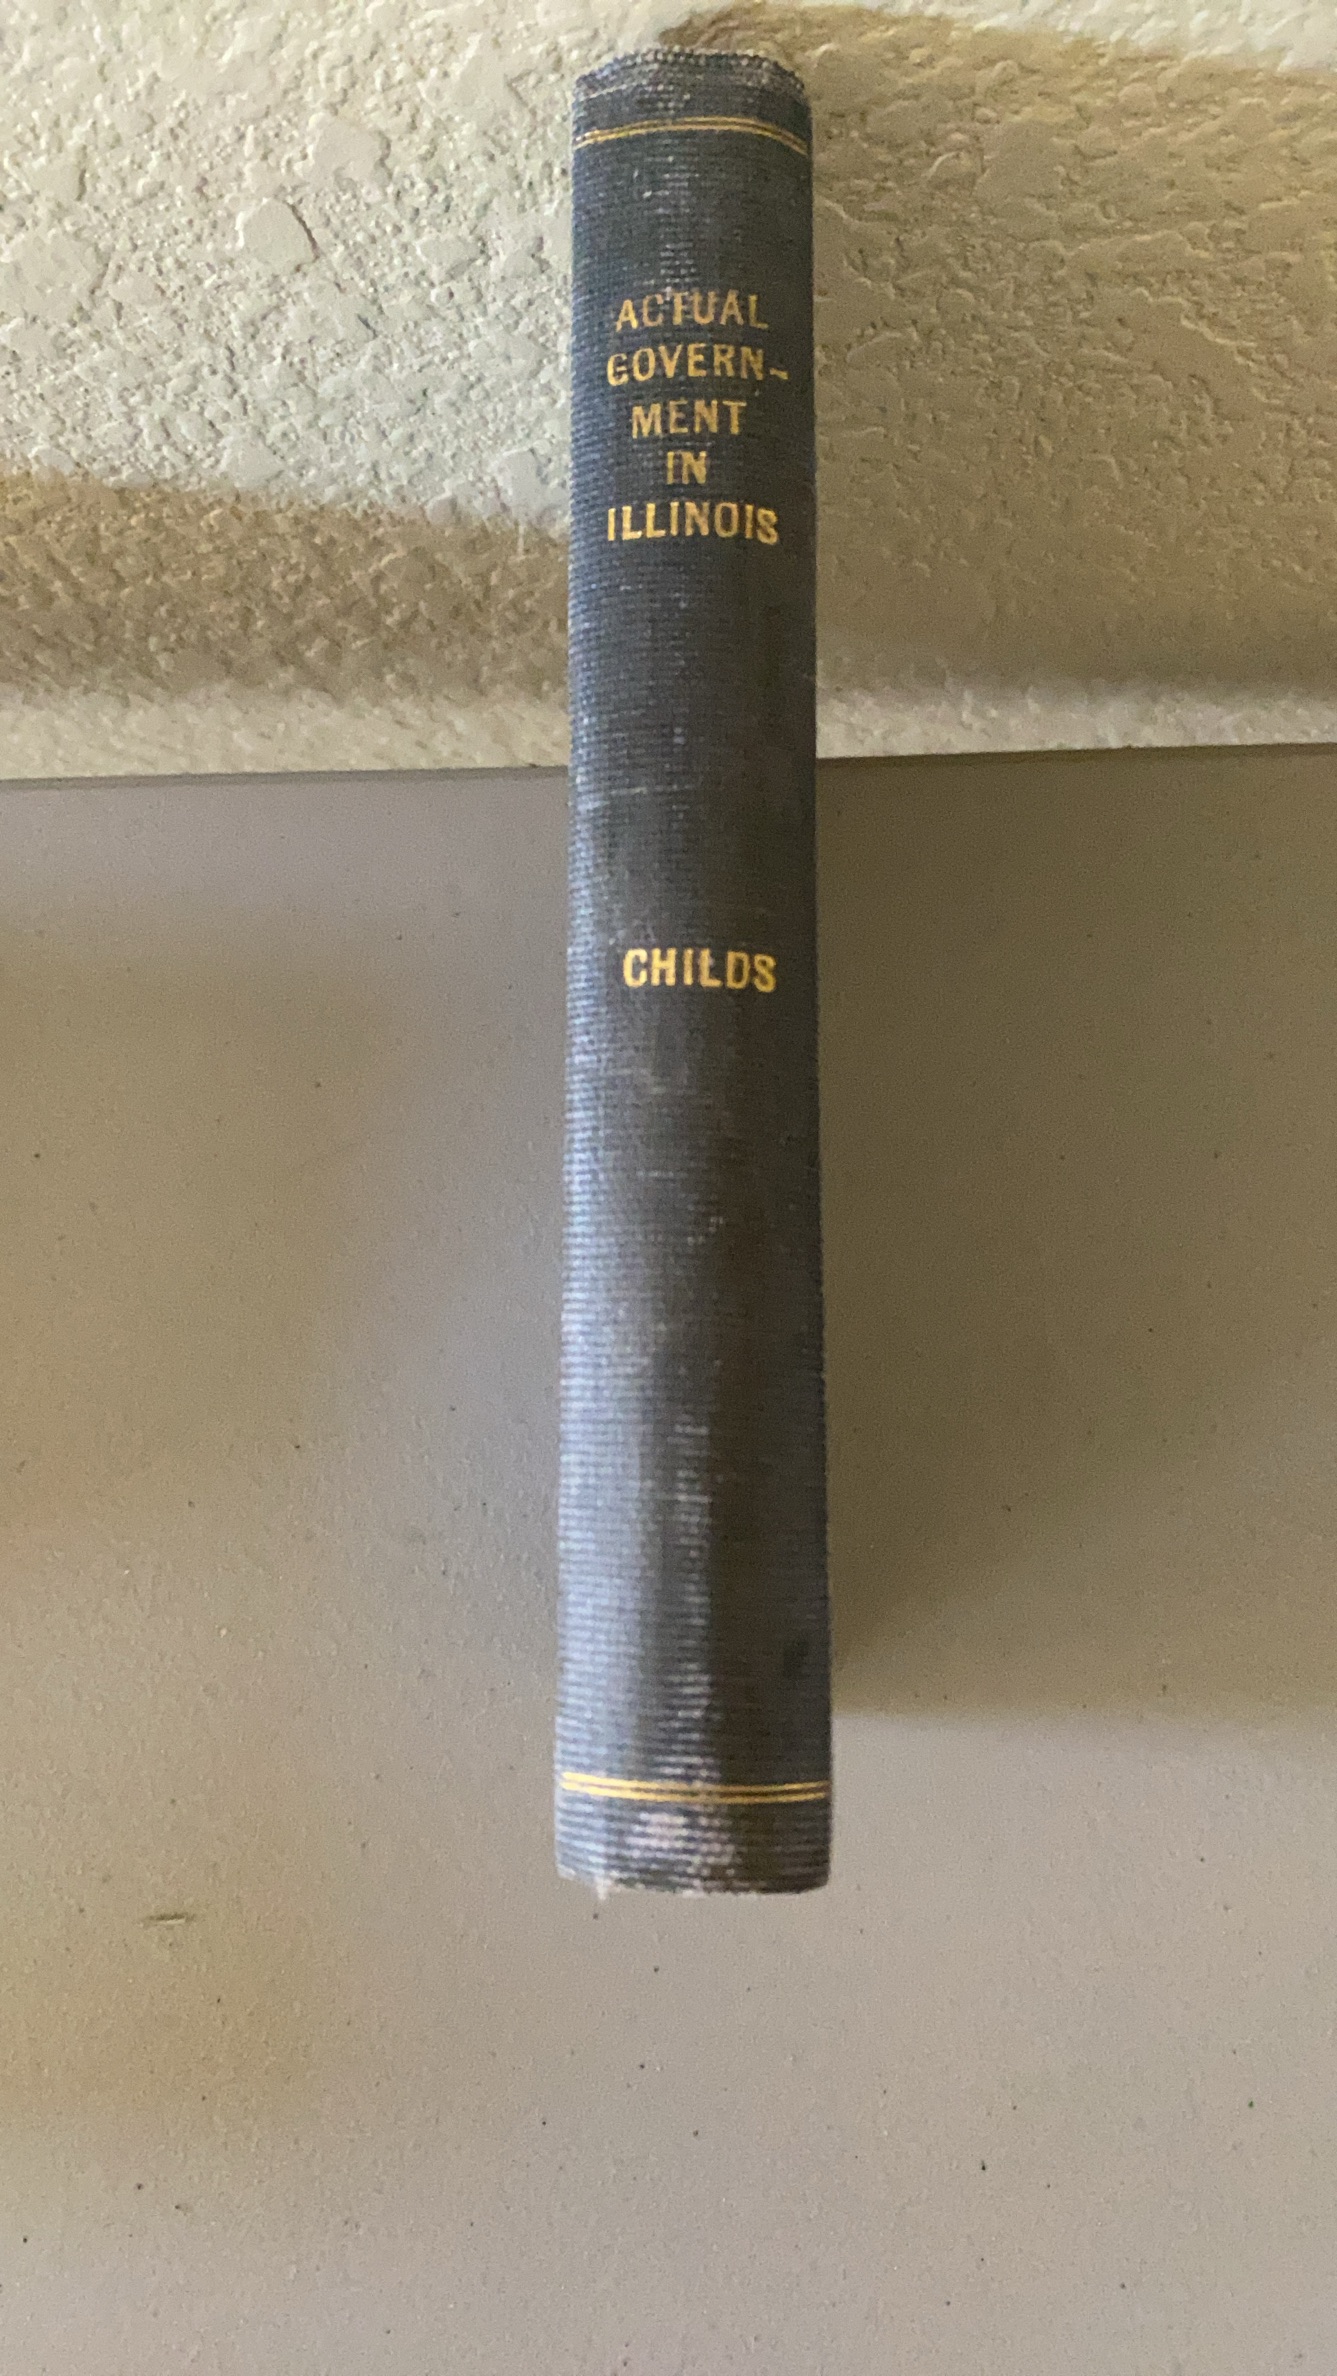 ACTUAL
GOVERN-
MENT
IN
ILLINOIS
CHILDS